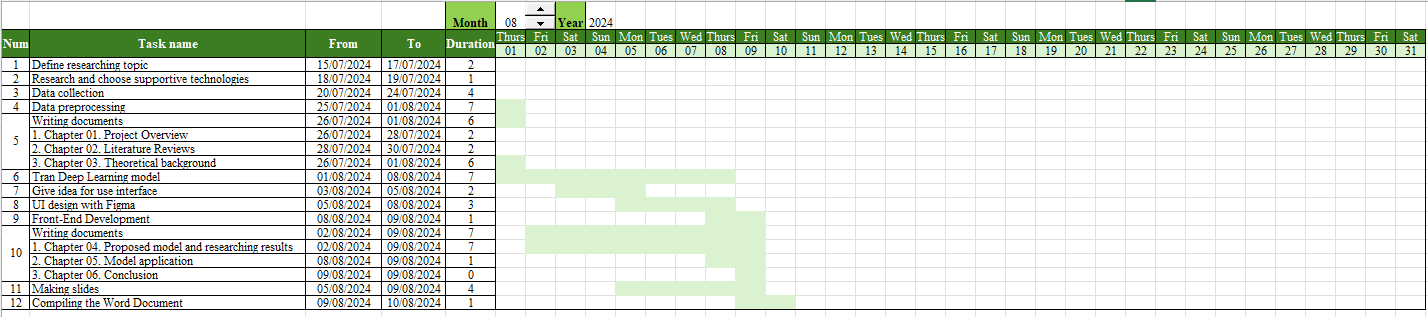 Month 08 Year 2024
Num Task name From To Duration Thurs Fri Sat Sun Mon Tues Wed Thurs Fri Sat Sun Mon Tues Wed Thurs Fri Sat Sun Mon Tues Wed Thurs Fri Sat Sun Mon Tues Wed Thurs Fri Sat
01 02 03 04 05 06 07 08 09 10 11 12 13 14 15 16 17 18 19 20 21 22 23 24 25 26 27 28 29 30 31
1 Define researching topic 15/07/2024 17/07/2024 2
2 Research and choose supportive technologies 18/07/2024 19/07/2024 1
3 Data collection 20/07/2024 24/07/2024 4
4 Data preprocessing 25/07/2024 01/08/2024 7
5 Writing documents 26/07/2024 01/08/2024 6
1. Chapter 01. Project Overview 26/07/2024 28/07/2024 2
2. Chapter 02. Literature Reviews 28/07/2024 30/07/2024 2
3. Chapter 03. Theoretical background 26/07/2024 01/08/2024 6
6 Tran Deep Learning model 01/08/2024 08/08/2024 7
7 Give idea for use interface 03/08/2024 05/08/2024 2
8 UI design with Figma 05/08/2024 08/08/2024 3
9 Front-End Development 08/08/2024 09/08/2024 1
10 Writing documents 02/08/2024 09/08/2024 7
1. Chapter 04. Proposed model and researching results 02/08/2024 09/08/2024 7
2. Chapter 05. Model application 08/08/2024 09/08/2024 1
3. Chapter 06. Conclusion 09/08/2024 09/08/2024 0
11 Making slides 05/08/2024 09/08/2024 4
12 Compiling the Word Document 09/08/2024 10/08/2024 1